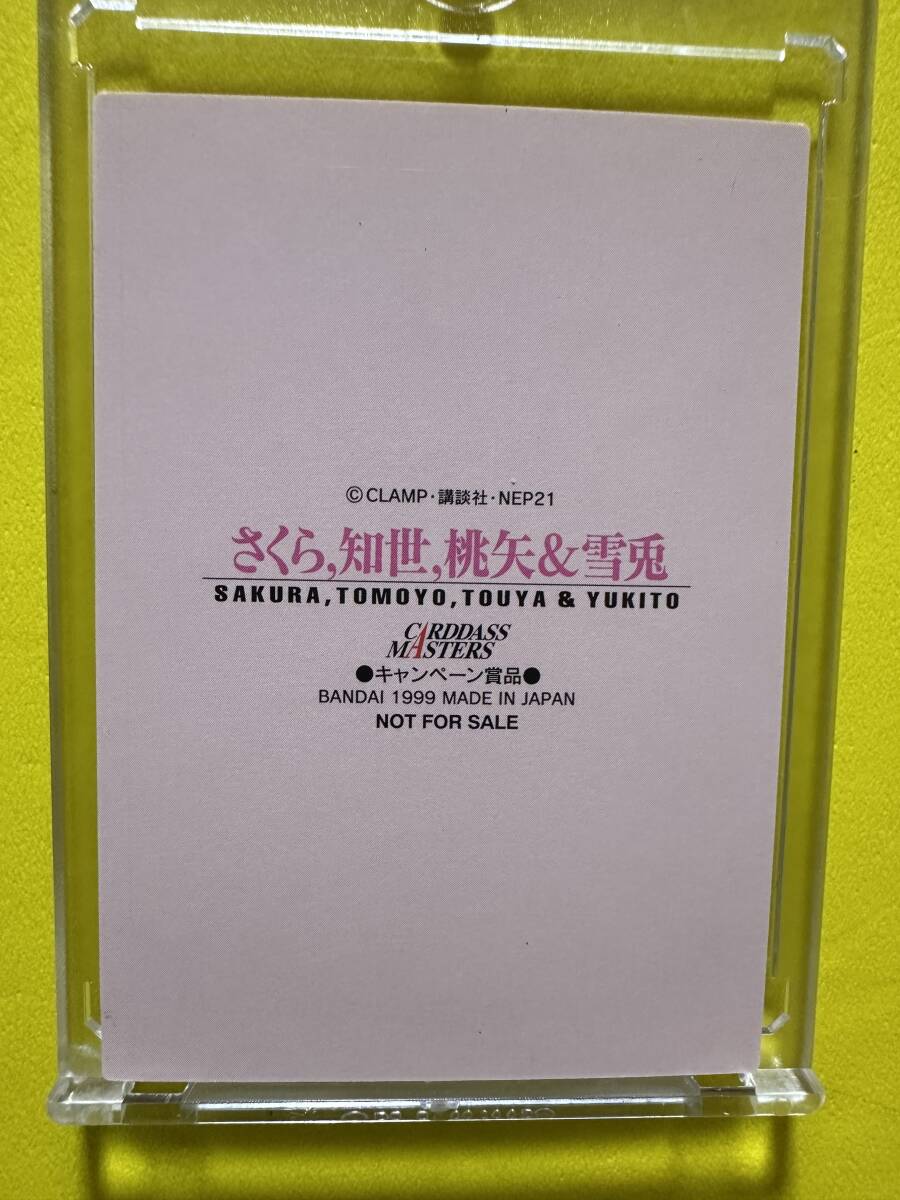 ©CLAMP・講談社・NEP21
さくら,知世,桃矢&雪兎
SAKURA,TOMOYO,TOUYA & YUKITO
CARDDASS
MASTERS
●キャンペーン賞品●
BANDAI 1999 MADE IN JAPAN
NOT FOR SALE